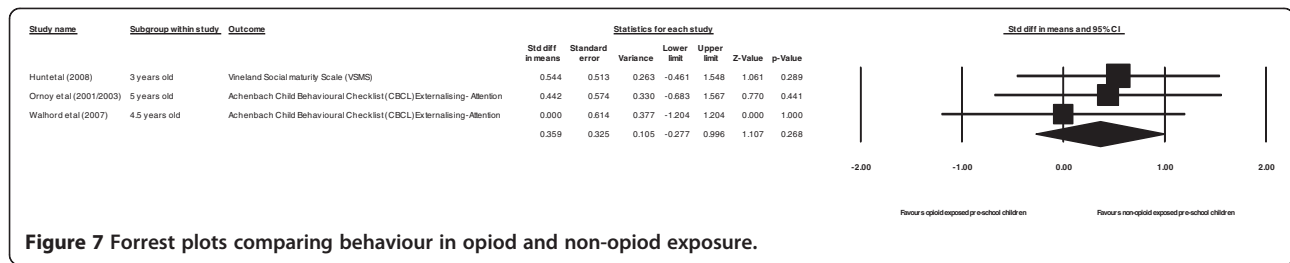 Study name Subgroup within study Outcome Statistics for each study Std diff in means and 95% CI
Std diff in means Standard error Variance Lower limit Upper limit Z-Value p-Value
Huntetal (2008) 3 years old Vineland Social maturity Scale (VSMS) 0.544 0.513 0.263 -0.461 1.548 1.061 0.289
Ornoy etal (2001/2003) 5 years old Achenbach Child Behavioural Checklist (CBCL) Externalising- Attention 0.442 0.574 0.330 -0.683 1.567 0.770 0.441
Walhord etal (2007) 4.5 years old Achenbach Child Behavioural Checklist (CBCL) Externalising-Attention 0.000 0.614 0.377 -1.204 1.204 0.000 1.000
0.359 0.325 0.105 -0.277 0.996 1.107 0.268
-2.00 -1.00 0.00 1.00 2.00
Favours opioid exposed pre-school children Favours non-opioid exposed pre-school children
Figure 7 Forrest plots comparing behaviour in opiod and non-opiod exposure.